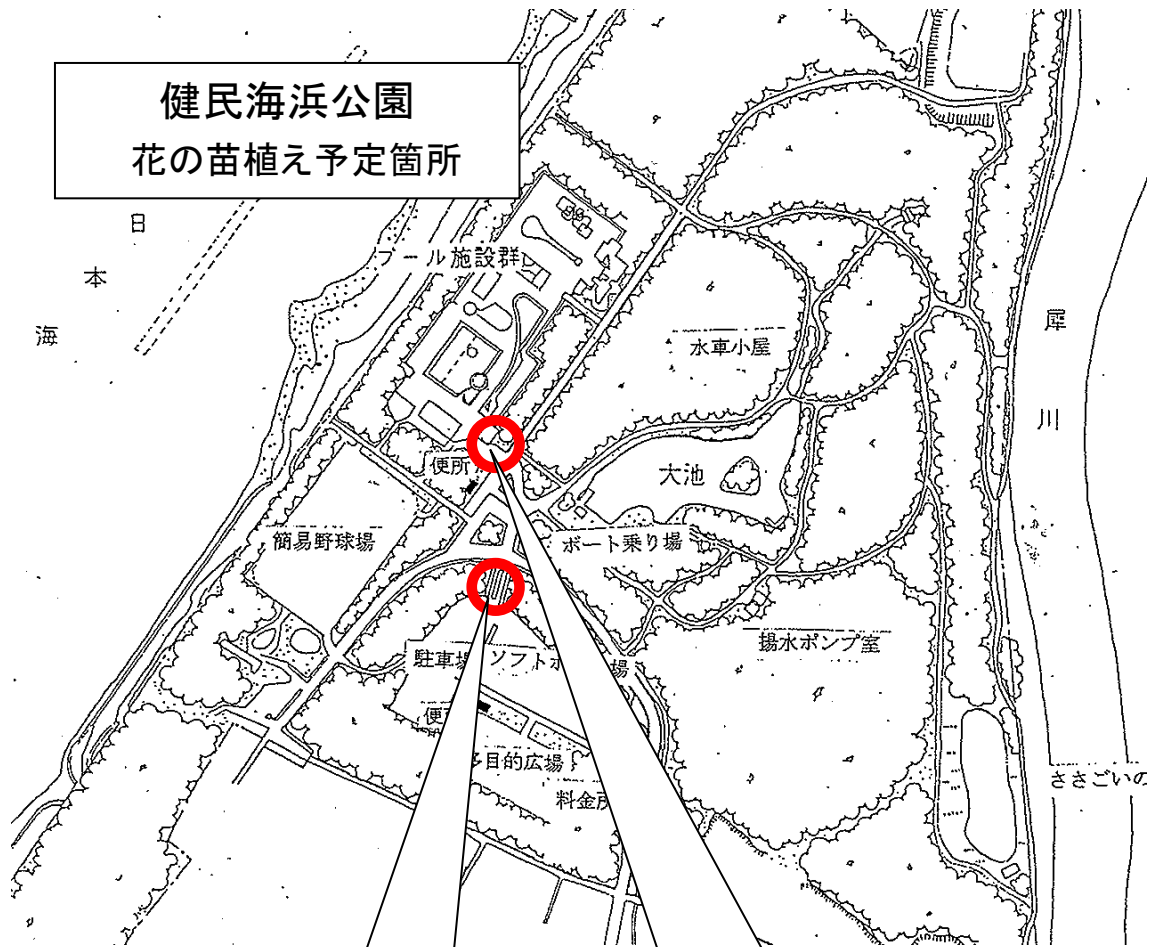 健民海浜公園
花の苗植え予定箇所
日本海
プール施設群
水車小屋
犀川
便所
大池
簡易野球場
ボート乗り場
揚水ポンプ室
駐車場
ソフトボ
場
便
多目的広場
料金所
ささごいの